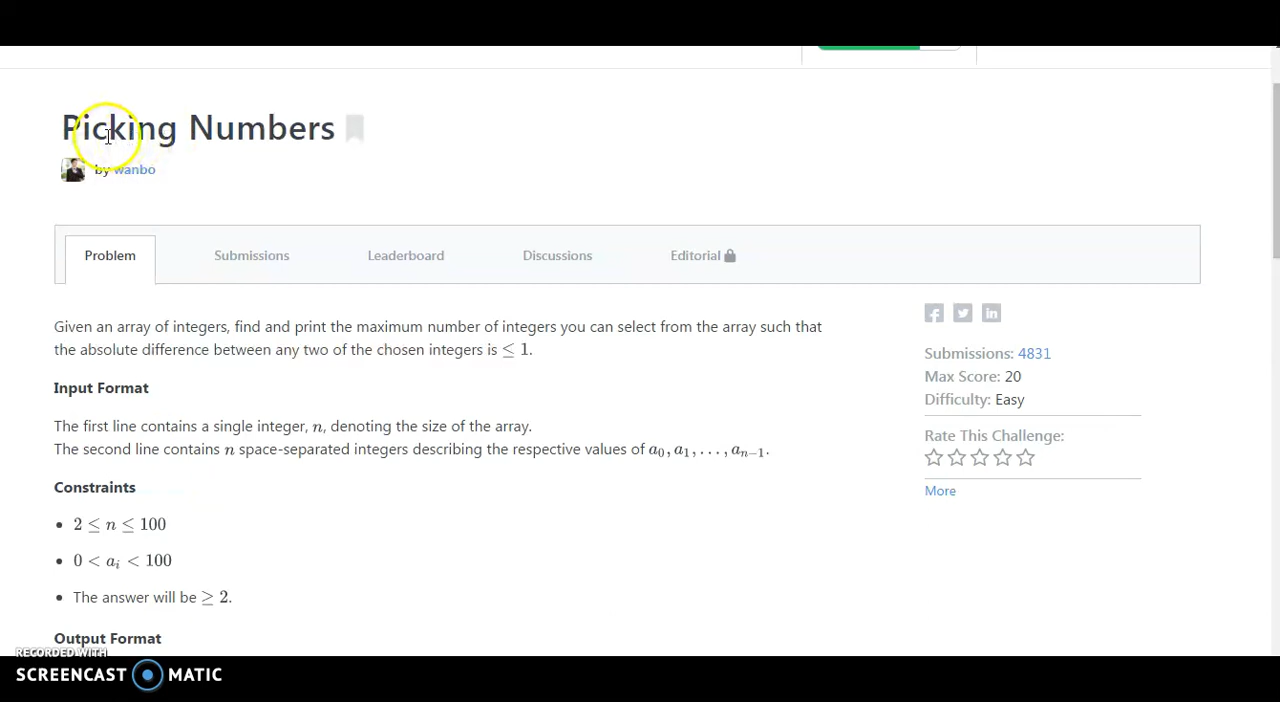 Picking Numbers
by wanbo
Problem
Submissions
Leaderboard
Discussions
Editorial
Given an array of integers, find and print the maximum number of integers you can select from the array such that
the absolute difference between any two of the chosen integers is ≤ 1.
Input Format
The first line contains a single integer, n, denoting the size of the array.
The second line contains n space-separated integers describing the respective values of a₀, a₁, . . . , aₙ₋₁.
Constraints
• 2 ≤ n ≤ 100
• 0 < aᵢ < 100
• The answer will be ≥ 2.
Output Format
Submissions: 4831
Max Score: 20
Difficulty: Easy
Rate This Challenge:
More
RECORDED WITH
SCREENCAST MATIC